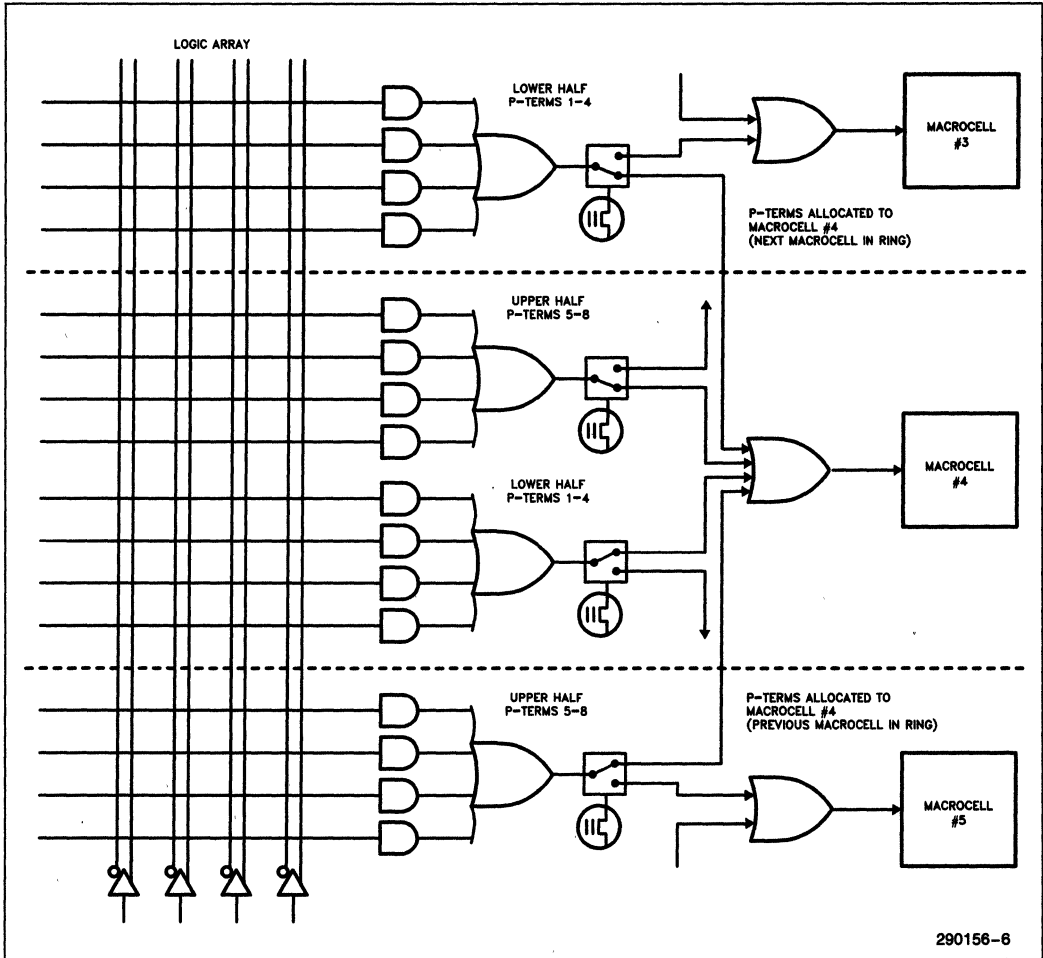 LOGIC ARRAY
LOWER HALF
P-TERMS 1-4
MACROCELL
#3
P-TERMS ALLOCATED TO
MACROCELL #4
(NEXT MACROCELL IN RING)
UPPER HALF
P-TERMS 5-8
MACROCELL
#4
LOWER HALF
P-TERMS 1-4
UPPER HALF
P-TERMS 5-8
P-TERMS ALLOCATED TO
MACROCELL #4
(PREVIOUS MACROCELL IN RING)
MACROCELL
#5
290156-6